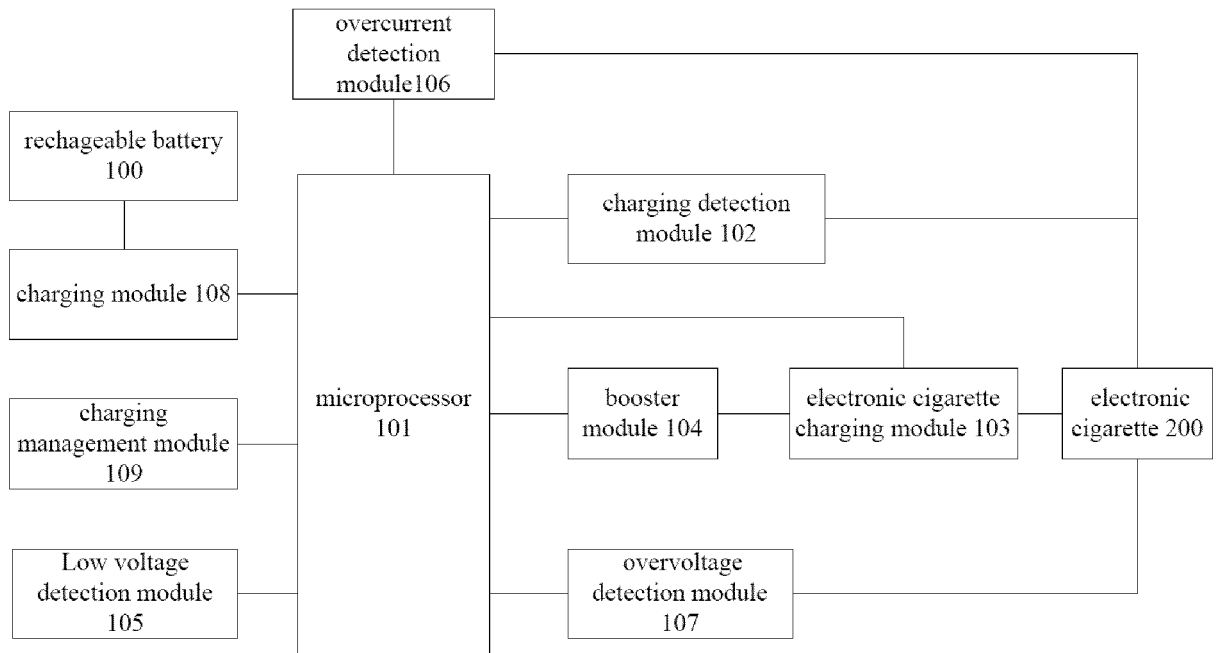 overcurrent
detection
module106
rechageable battery
100
charging detection
module 102
charging module 108
microprocessor
101
booster
module 104
electronic cigarette
charging module 103
electronic
cigarette 200
charging
management module
109
Low voltage
detection module
105
overvoltage
detection module
107